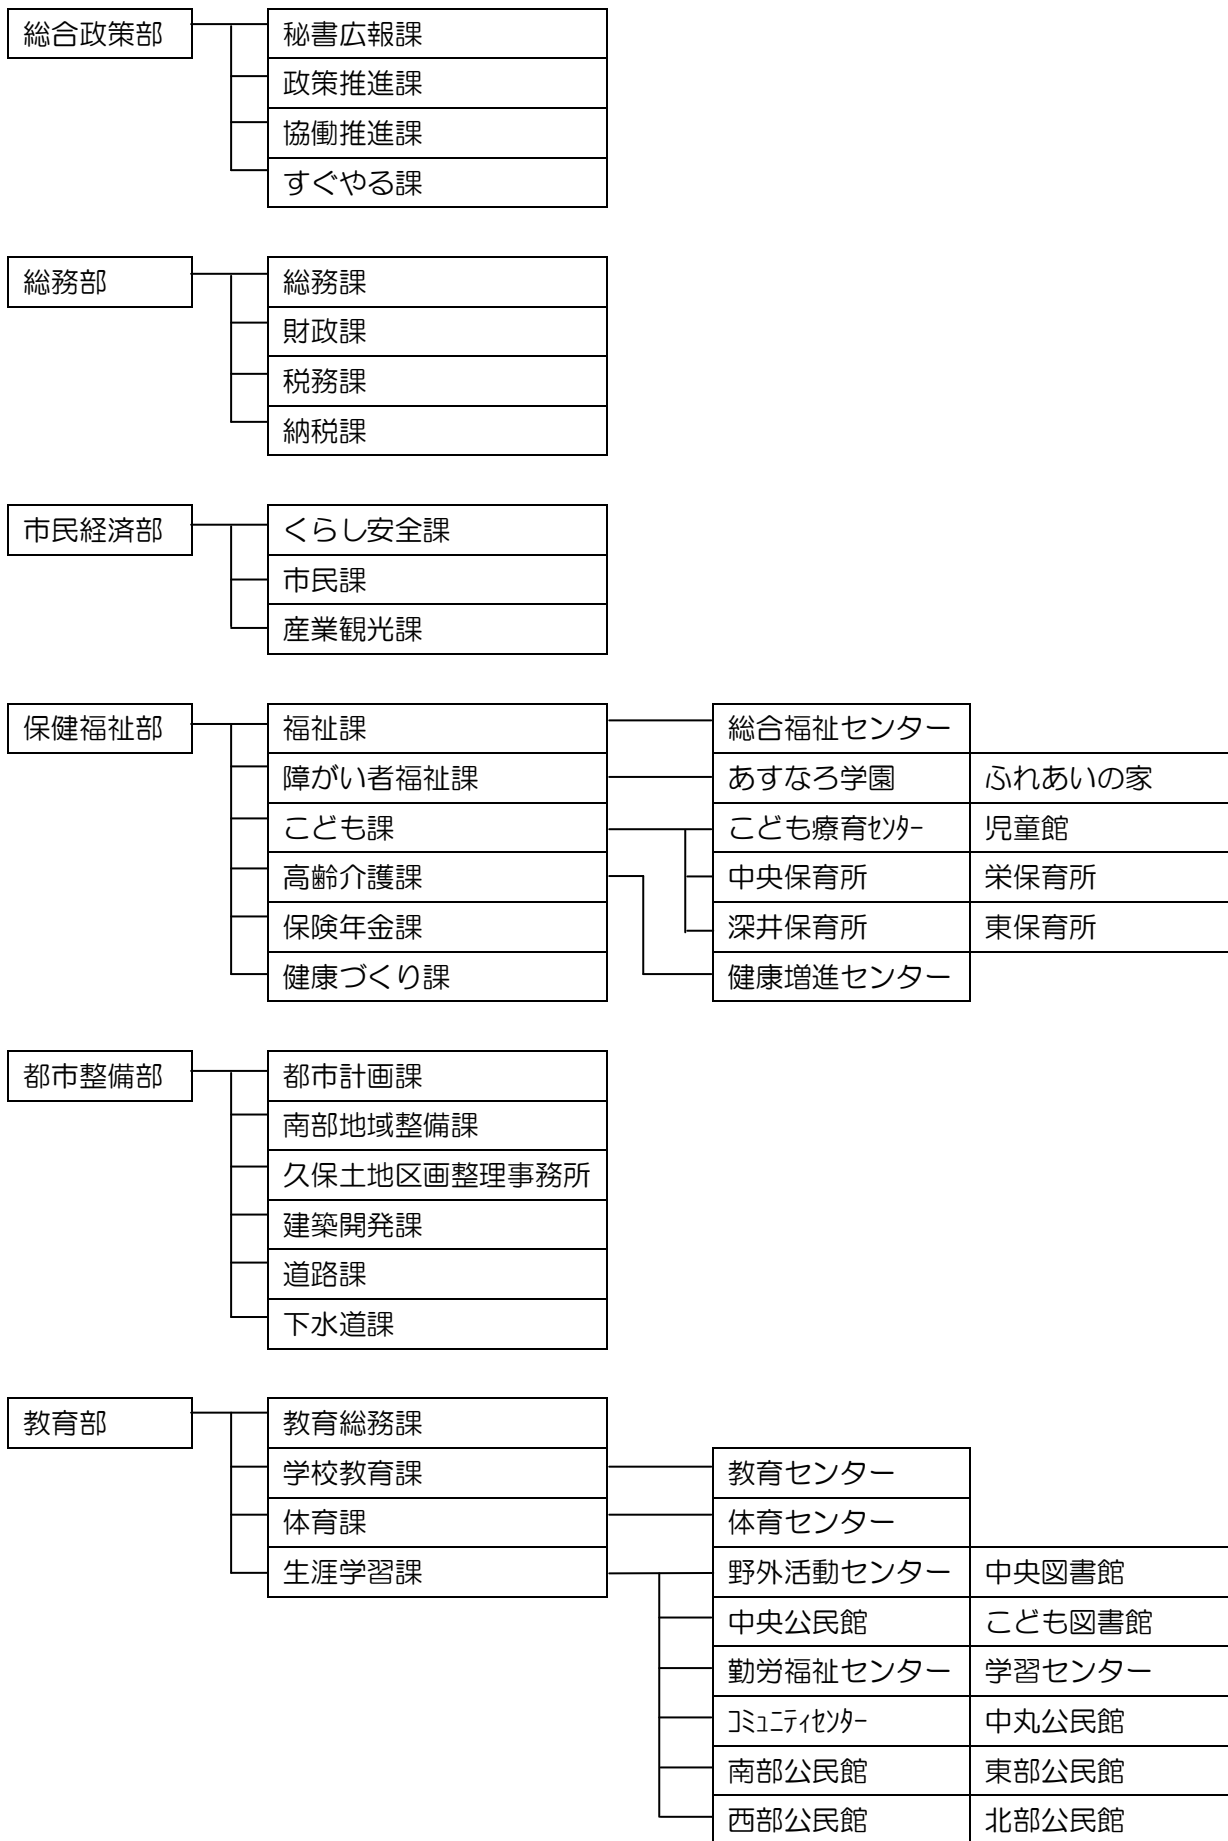 総合政策部 秘書広報課
政策推進課
協働推進課
すぐやる課
総務部 総務課
財政課
税務課
納税課
市民経済部 くらし安全課
市民課
産業観光課
保健福祉部 福祉課 総合福祉センター
障がい者福祉課 あすなろ学園 ふれあいの家
こども課 こども療育ｾﾝﾀｰ 児童館
高齢介護課 中央保育所 栄保育所
保険年金課 深井保育所 東保育所
健康づくり課 健康増進センター
都市整備部 都市計画課
南部地域整備課
久保土地区画整理事務所
建築開発課
道路課
下水道課
教育部 教育総務課
学校教育課 教育センター
体育課 体育センター
生涯学習課 野外活動センター 中央図書館
中央公民館 こども図書館
勤労福祉センター 学習センター
ｺﾐｭﾆﾃｨｾﾝﾀｰ 中丸公民館
南部公民館 東部公民館
西部公民館 北部公民館